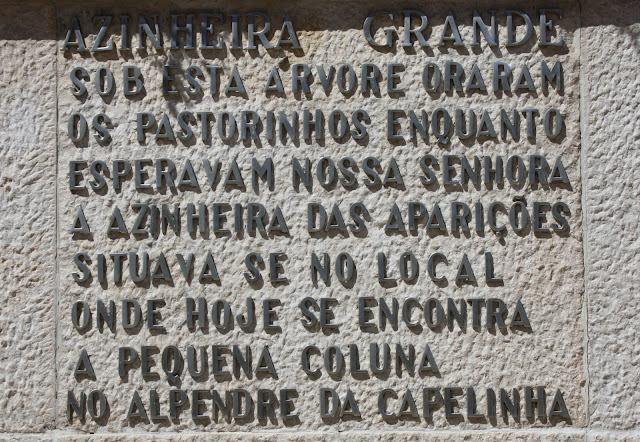 AZINHEIRA GRANDE
SOB ESTA ARVORE ORARAM
OS PASTORINHOS ENQUANTO
ESPERAVAM NOSSA SENHORA
A AZINHEIRA DAS APARIÇÕES
SITUAVA SE NO LOCAL
ONDE HOJE SE ENCONTRA
A PEQUENA COLUNA
NO ALPENDRE DA CAPELINHA